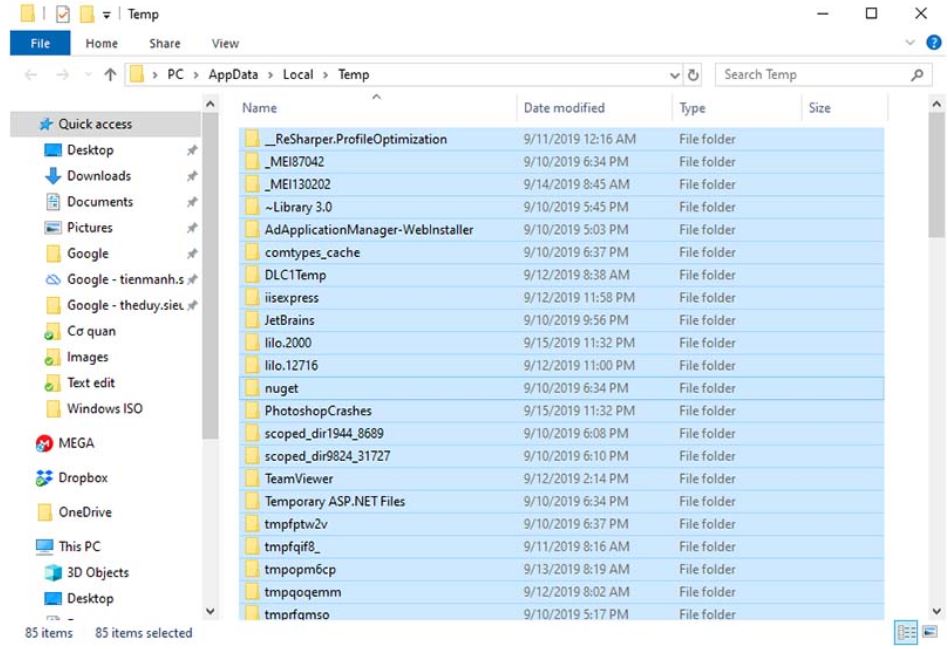 Temp
File Home Share View
PC > AppData > Local > Temp
Search Temp
Quick access
Desktop
Downloads
Documents
Pictures
Google
Google - tienmanh.s
Google - theduy.sieu
Cơ quan
Images
Text edit
Windows ISO
MEGA
Dropbox
OneDrive
This PC
3D Objects
Desktop
Name Date modified Type Size
__ReSharper.ProfileOptimization 9/11/2019 12:16 AM File folder
_MEI87042 9/10/2019 6:34 PM File folder
_MEI130202 9/14/2019 8:45 AM File folder
~Library 3.0 9/10/2019 5:45 PM File folder
AdApplicationManager-WebInstaller 9/10/2019 5:03 PM File folder
comtypes_cache 9/10/2019 6:37 PM File folder
DLC1Temp 9/12/2019 8:38 AM File folder
iisexpress 9/12/2019 11:58 PM File folder
JetBrains 9/10/2019 9:56 PM File folder
lilo.2000 9/15/2019 11:32 PM File folder
lilo.12716 9/12/2019 11:00 PM File folder
nuget 9/10/2019 6:34 PM File folder
PhotoshopCrashes 9/15/2019 11:32 PM File folder
scoped_dir1944_8689 9/10/2019 6:08 PM File folder
scoped_dir9824_31727 9/10/2019 6:10 PM File folder
TeamViewer 9/12/2019 2:14 PM File folder
Temporary ASP.NET Files 9/10/2019 6:34 PM File folder
tmpfptw2v 9/10/2019 6:37 PM File folder
tmpfqif8_ 9/11/2019 8:16 AM File folder
tmpopm6cp 9/13/2019 8:19 AM File folder
tmpqoqemm 9/12/2019 8:02 AM File folder
tmprfqmso 9/10/2019 5:17 PM File folder
85 items 85 items selected